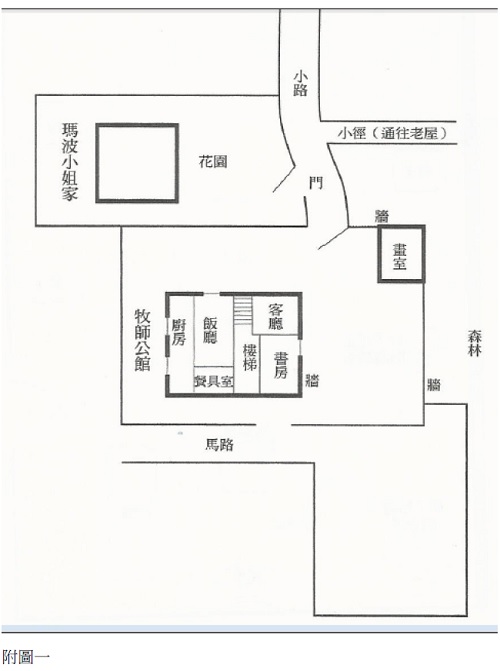 小路
小徑（通往老屋）
瑪波小姐家
花園
門
牆
畫室
牧師公館
廚房
飯廳
客廳
樓梯
書房
餐具室
牆
牆
森林
馬路
附圖一